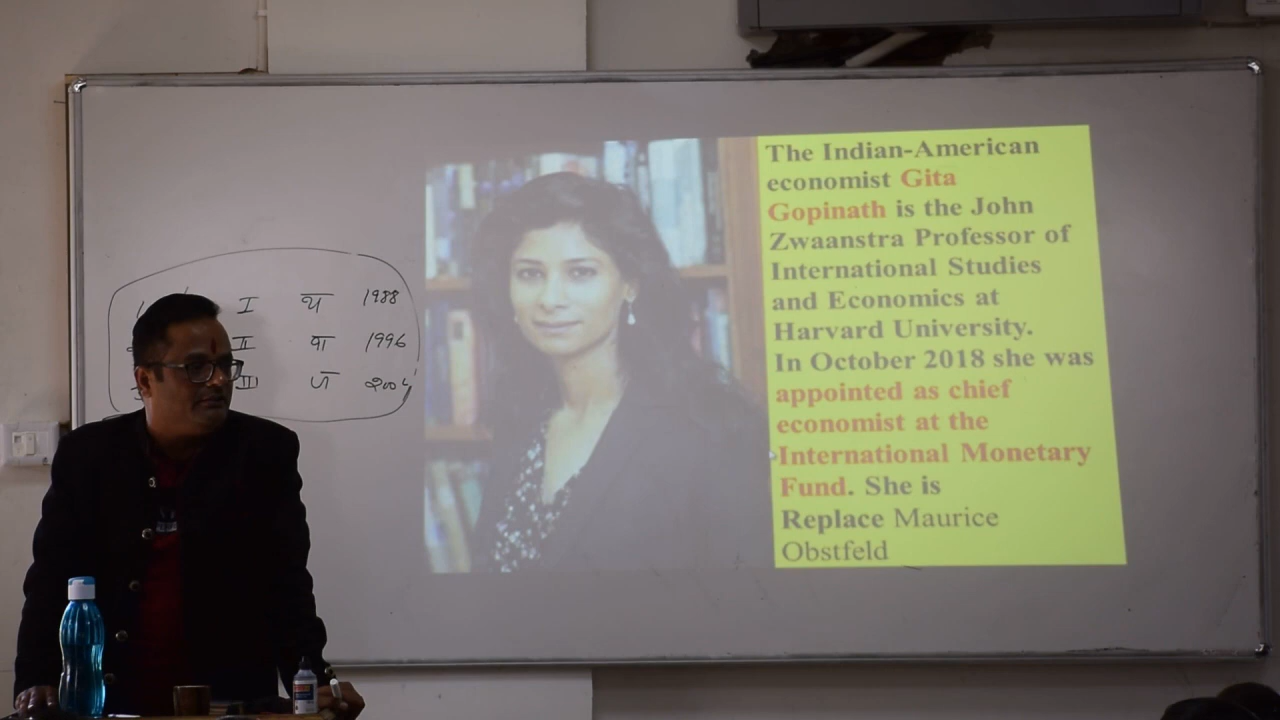 I य 1988
II पा 1996
III ज
The Indian-American
economist Gita
Gopinath is the John
Zwaanstra Professor of
International Studies
and Economics at
Harvard University.
In October 2018 she was
appointed as chief
economist at the
International Monetary
Fund. She is
Replace Maurice
Obstfeld